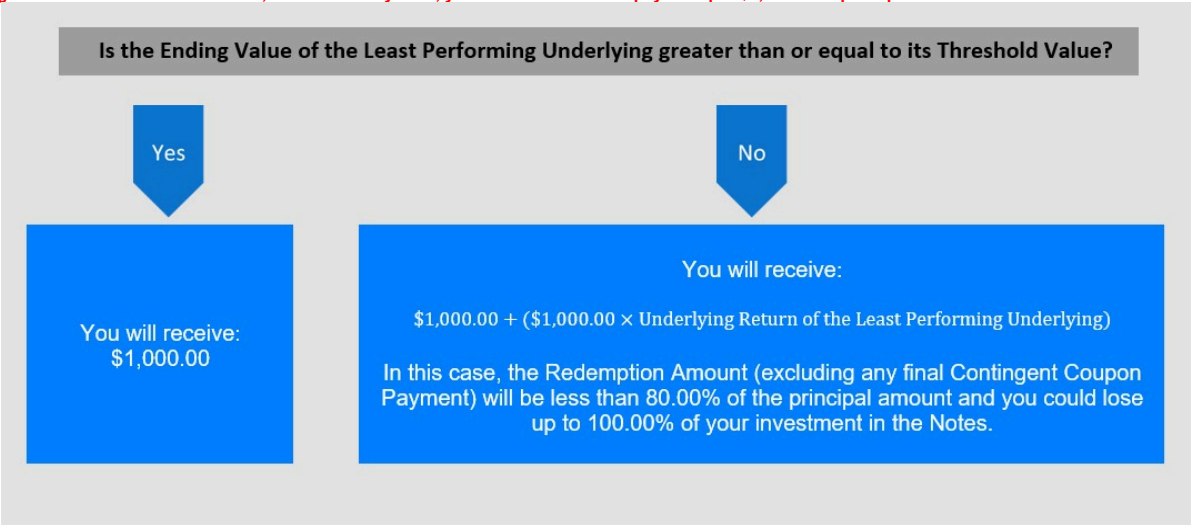 Is the Ending Value of the Least Performing Underlying greater than or equal to its Threshold Value?
Yes
No
You will receive:
$1,000.00
You will receive:
$1,000.00 + ($1,000.00 × Underlying Return of the Least Performing Underlying)
In this case, the Redemption Amount (excluding any final Contingent Coupon
Payment) will be less than 80.00% of the principal amount and you could lose
up to 100.00% of your investment in the Notes.